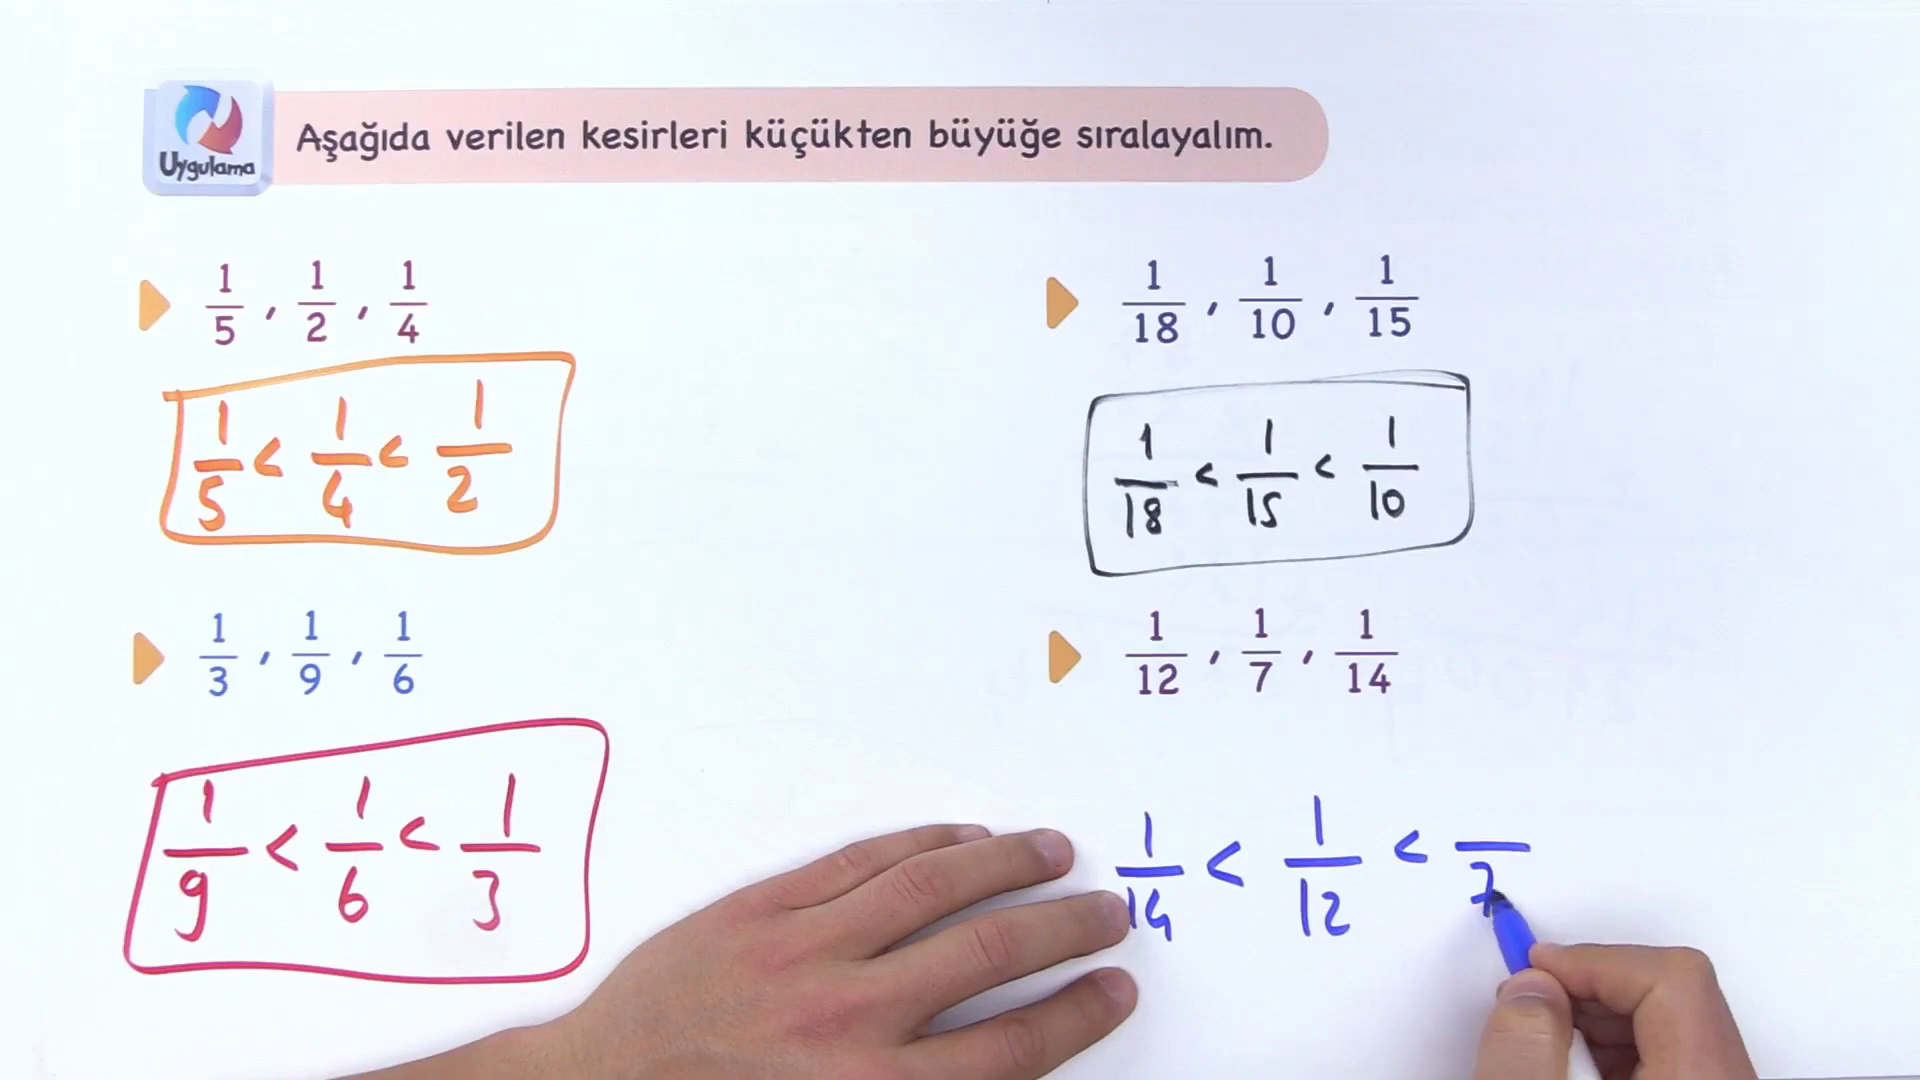 Uygulama
Aşağıda verilen kesirleri küçükten büyüğe sıralayalım.
1/5 , 1/2 , 1/4
1/5 < 1/4 < 1/2
1/3 , 1/9 , 1/6
1/9 < 1/6 < 1/3
1/18 , 1/10 , 1/15
1/18 < 1/15 < 1/10
1/12 , 1/7 , 1/14
1/14 < 1/12 < /7